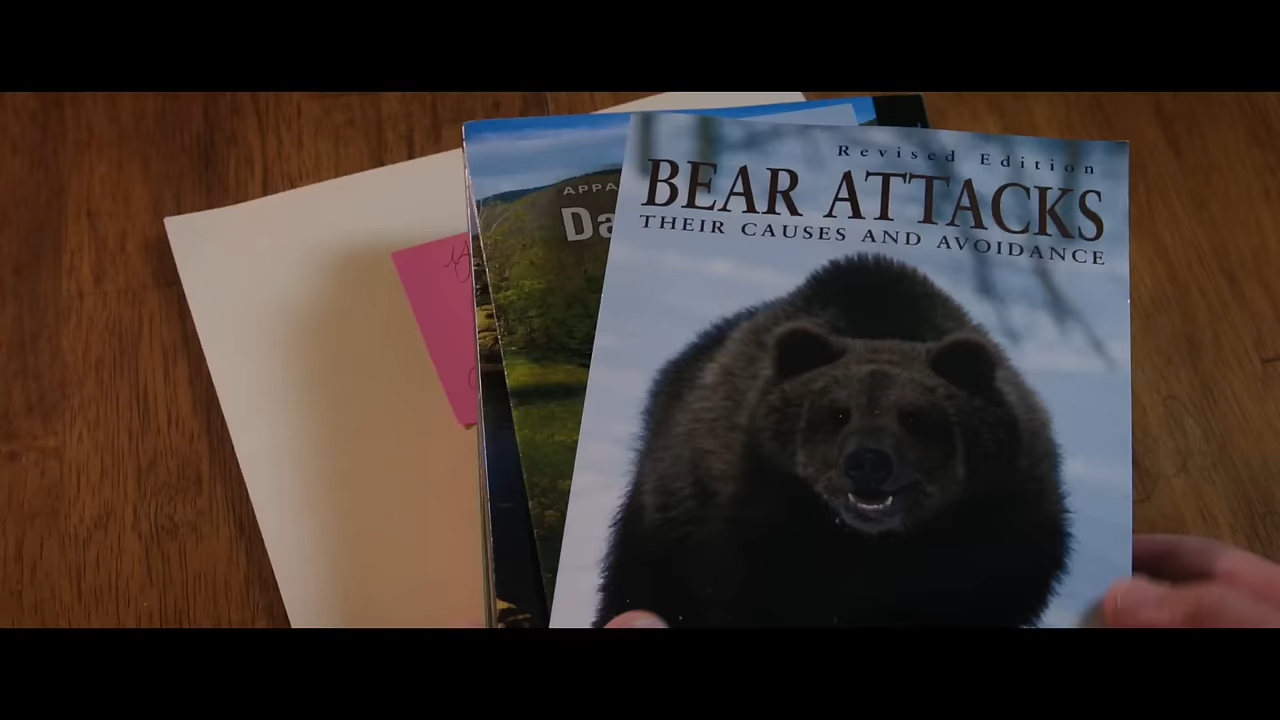 Revised Edition
BEAR ATTACKS
THEIR CAUSES AND AVOIDANCE
APPA
Da